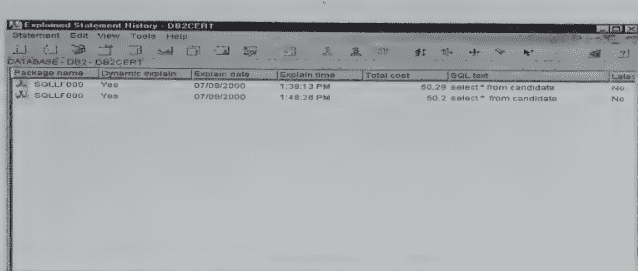 Explained Statement History - DB2CERT
Statement Edit View Tools Help
DATABASE - DB2 - DB2CERT
Package name Dynamic explain Explain date Explain time Total cost SQL text Lates
SQLLF000 Yes 07/09/2000 1:39:13 PM 50.29 select * from candidate No
SQLLF000 Yes 07/09/2000 1:48:26 PM 50.2 select * from candidate No